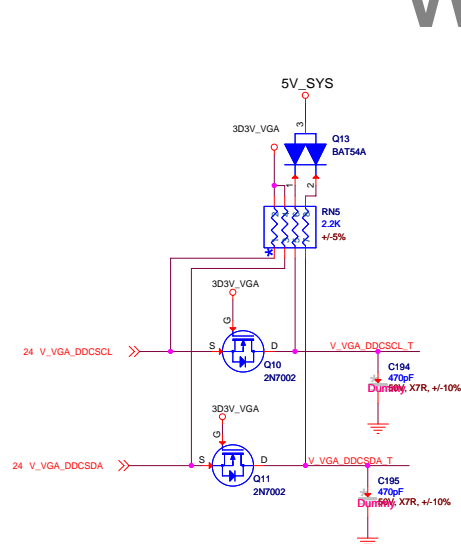 W
5V_SYS
3
3D3V_VGA
Q13
BAT54A
1
2
RN5
2.2K
+/-5%
3D3V_VGA
G
24 V_VGA_DDCSCL
S
D
V_VGA_DDCSCL_T
Q10
2N7002
C194
470pF
Dummy
50V, X7R, +/-10%
3D3V_VGA
G
24 V_VGA_DDCSDA
S
D
V_VGA_DDCSDA_T
Q11
2N7002
C195
470pF
Dummy
50V, X7R, +/-10%